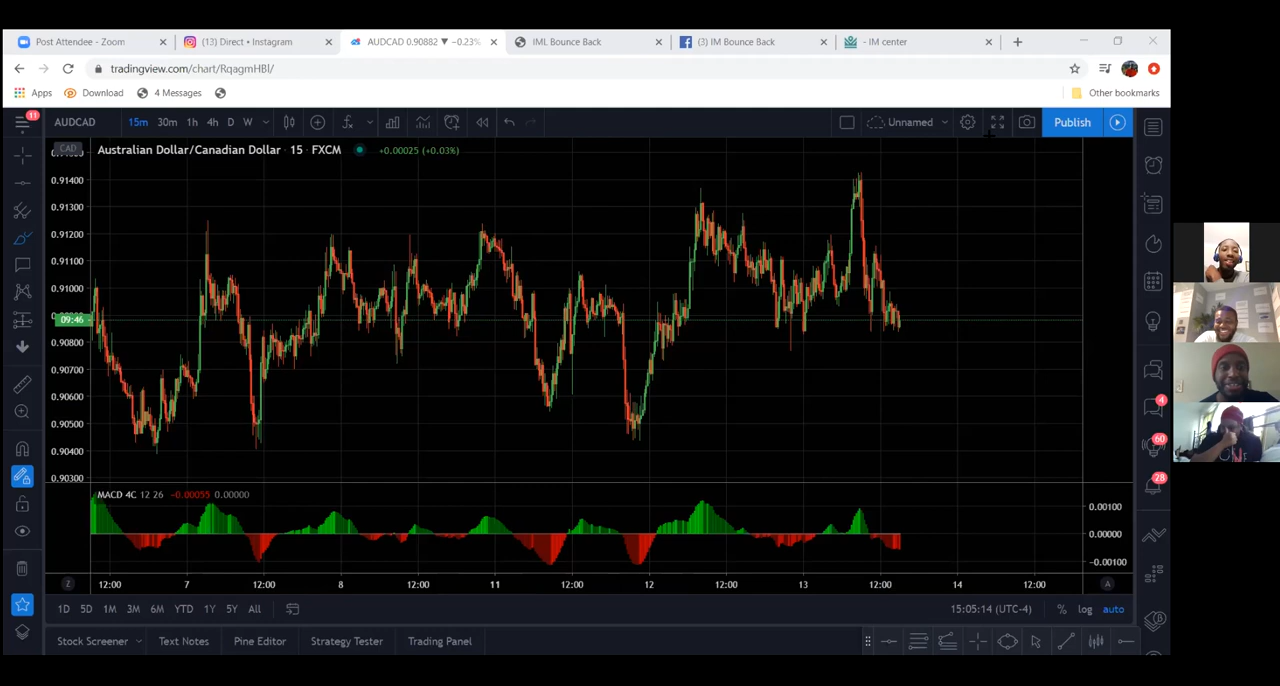 Post Attendee - Zoom
(13) Direct • Instagram
AUDCAD 0.90882 ▼ -0.23%
IML Bounce Back
(3) IM Bounce Back
- IM center
tradingview.com/chart/RqagmHBl/
Apps
Download
4 Messages
Other bookmarks
11
AUDCAD
15m
30m
1h
4h
D
W
Unnamed
Publish
CAD
Australian Dollar/Canadian Dollar · 15 · FXCM
+0.00025 (+0.03%)
0.91400
0.91300
0.91200
0.91100
0.91000
09:46
0.90800
0.90700
0.90600
0.90500
0.90400
0.90300
4
60
28
MACD 4C 12 26 -0.00055 0.00000
0.00100
0.00000
-0.00100
Z
12:00
7
12:00
8
12:00
11
12:00
12
12:00
13
12:00
14
12:00
A
1D
5D
1M
3M
6M
YTD
1Y
5Y
All
15:05:14 (UTC-4)
%
log
auto
Stock Screener
Text Notes
Pine Editor
Strategy Tester
Trading Panel